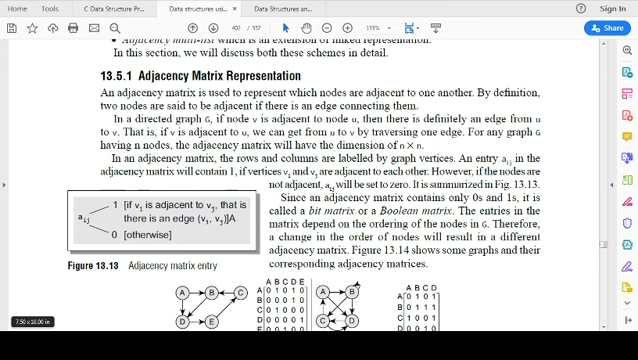 Home
Tools
C Data Structure Pr...
Data structures usi... ×
Data Structures an...
Sign In
402 / 557
159%
Share
• Adjacency multi-list which is an extension of linked representation.
In this section, we will discuss both these schemes in detail.
13.5.1 Adjacency Matrix Representation
An adjacency matrix is used to represent which nodes are adjacent to one another. By definition,
two nodes are said to be adjacent if there is an edge connecting them.
In a directed graph G, if node v is adjacent to node u, then there is definitely an edge from u
to v. That is, if v is adjacent to u, we can get from u to v by traversing one edge. For any graph G
having n nodes, the adjacency matrix will have the dimension of n × n.
In an adjacency matrix, the rows and columns are labelled by graph vertices. An entry aij in the
adjacency matrix will contain 1, if vertices vi and vj are adjacent to each other. However, if the nodes are
not adjacent, aij will be set to zero. It is summarized in Fig. 13.13.
Since an adjacency matrix contains only 0s and 1s, it is
called a bit matrix or a Boolean matrix. The entries in the
matrix depend on the ordering of the nodes in G. Therefore,
a change in the order of nodes will result in a different
adjacency matrix. Figure 13.14 shows some graphs and their
corresponding adjacency matrices.
aij
1 [if vi is adjacent to vj, that is
there is an edge (vi, vj)]A
0 [otherwise]
Figure 13.13 Adjacency matrix entry
A B C
D E
A B C D E
A 0 1 0 1 0
B 0 0 0 1 0
C 0 1 0 0 0
D 0 0 0 0 1
E 0 0 1 0 0
A B
C D
A B C D
A 0 1 0 1
B 0 1 1 1
C 1 0 0 1
D 0 0 1 0
7.50 x 10.00 in